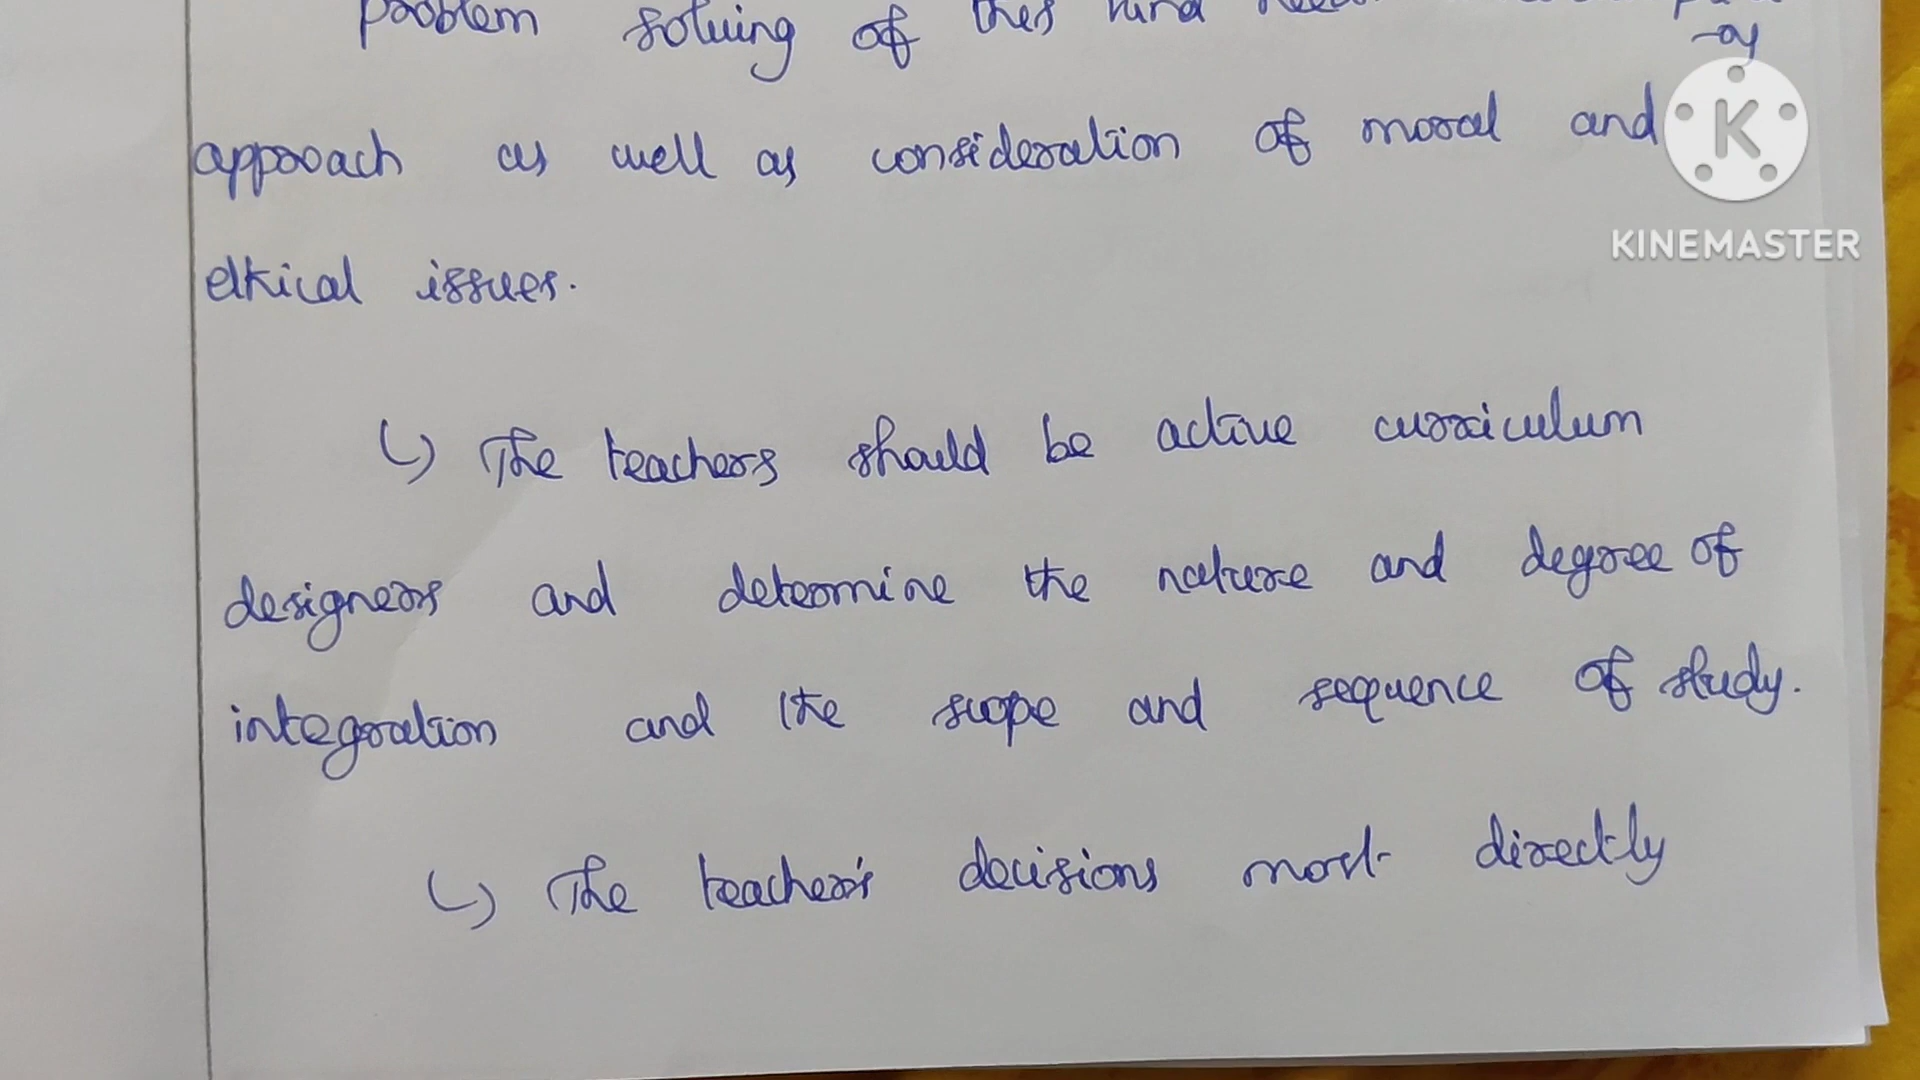 problem solving of this kind
approach as well as consideration of moral and
KINEMASTER
ethical issues.
↳ The teachers should be active curriculum
designers and determine the nature and degree of
integration and the scope and sequence of study.
↳ The teacher's decisions most directly